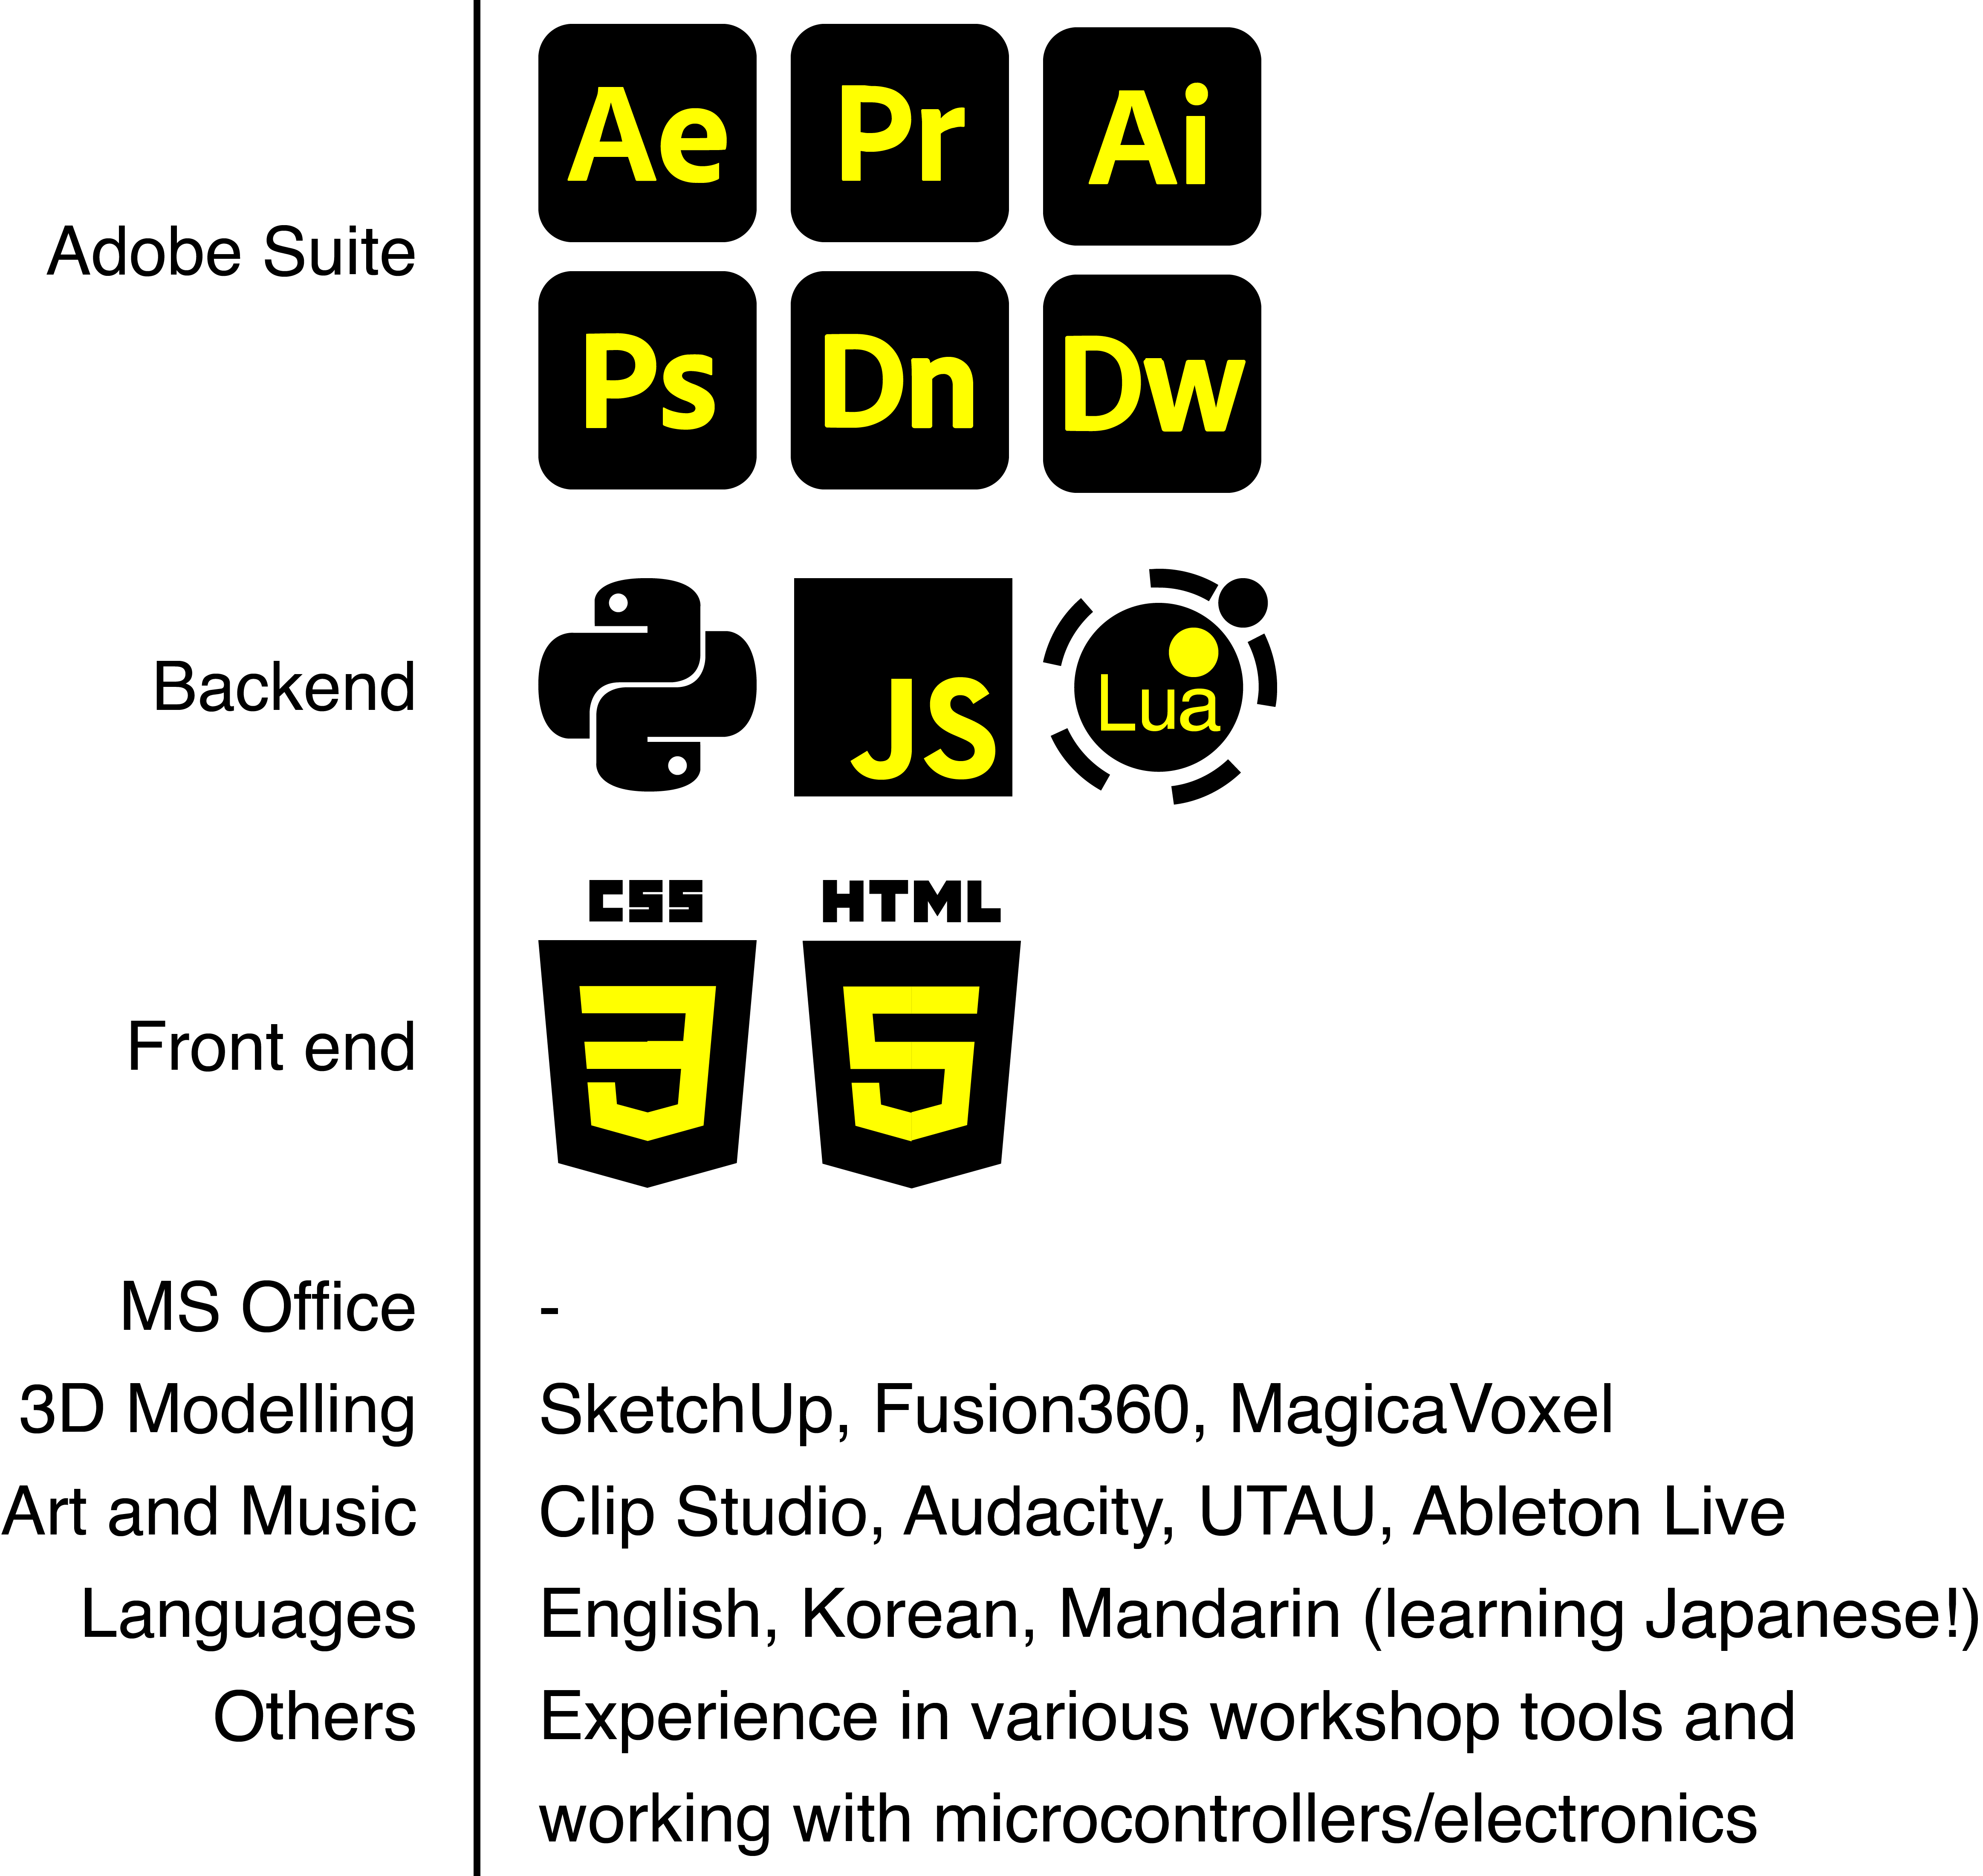 Adobe Suite
Ae Pr Ai
Ps Dn Dw
Backend
JS Lua
CSS HTML
Front end
3 5
MS Office -
3D Modelling SketchUp, Fusion360, MagicaVoxel
Art and Music Clip Studio, Audacity, UTAU, Ableton Live
Languages English, Korean, Mandarin (learning Japanese!)
Others Experience in various workshop tools and
working with microcontrollers/electronics